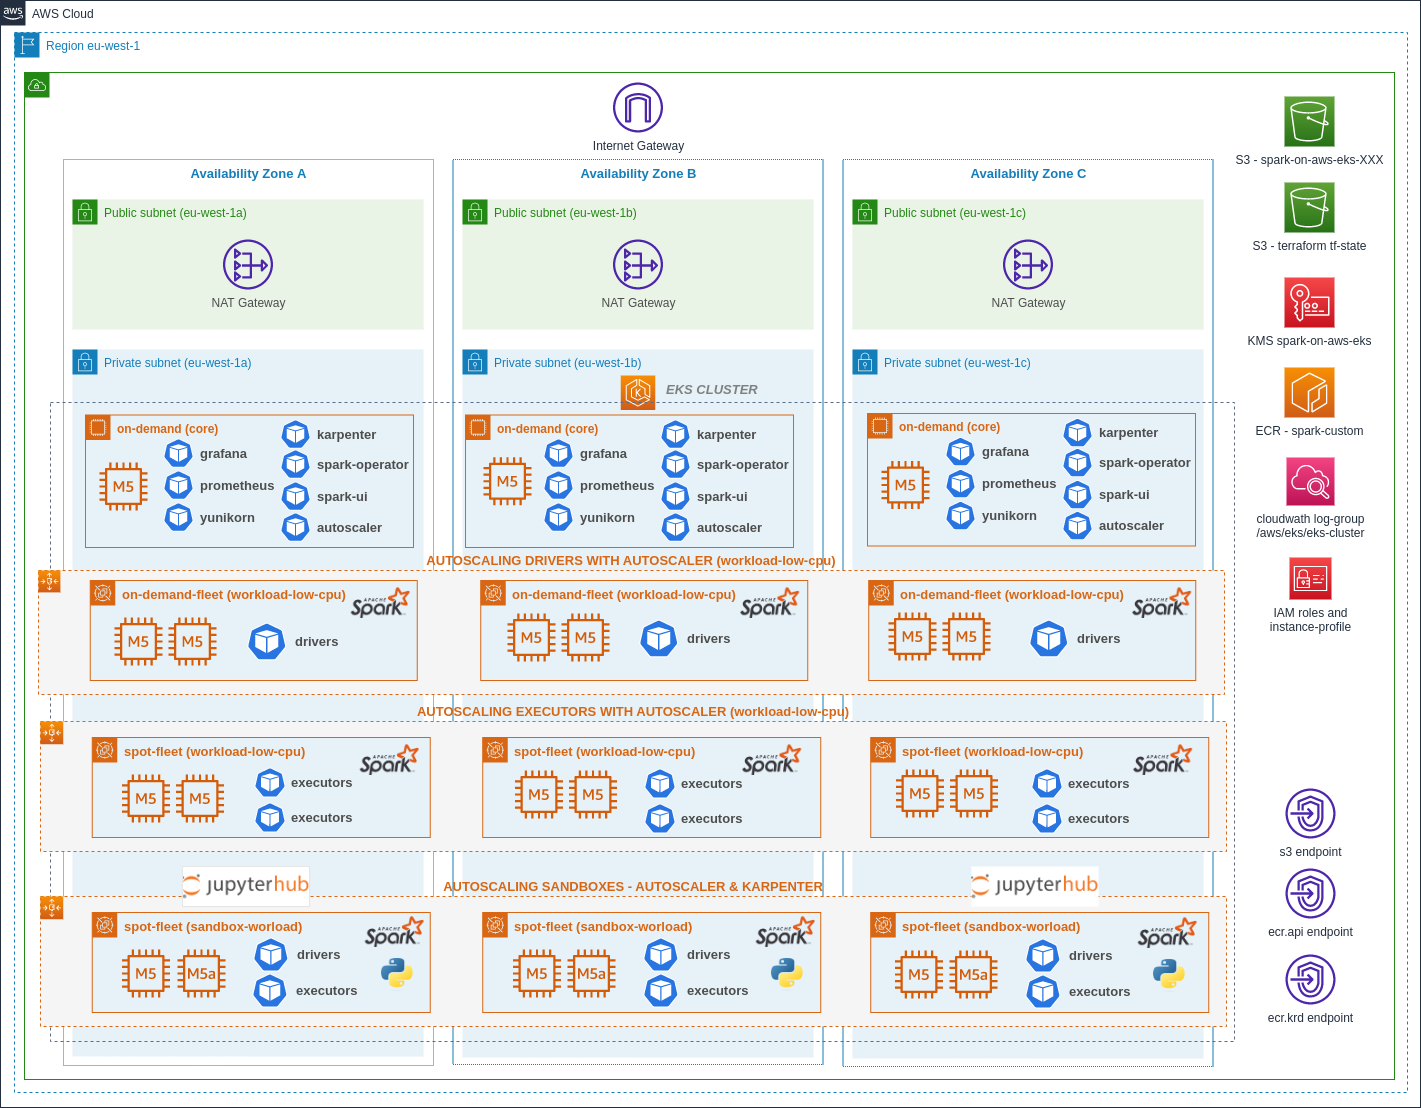 aws
AWS Cloud
Region eu-west-1
Internet Gateway
Availability Zone A
Availability Zone B
Availability Zone C
Public subnet (eu-west-1a)
Public subnet (eu-west-1b)
Public subnet (eu-west-1c)
NAT Gateway
NAT Gateway
NAT Gateway
Private subnet (eu-west-1a)
Private subnet (eu-west-1b)
Private subnet (eu-west-1c)
K
EKS CLUSTER
on-demand (core)
M5
grafana
prometheus
yunikorn
karpenter
spark-operator
spark-ui
autoscaler
on-demand (core)
M5
grafana
prometheus
yunikorn
karpenter
spark-operator
spark-ui
autoscaler
on-demand (core)
M5
grafana
prometheus
yunikorn
karpenter
spark-operator
spark-ui
autoscaler
AUTOSCALING DRIVERS WITH AUTOSCALER (workload-low-cpu)
on-demand-fleet (workload-low-cpu)
APACHE
Spark
M5
M5
drivers
on-demand-fleet (workload-low-cpu)
APACHE
Spark
M5
M5
drivers
on-demand-fleet (workload-low-cpu)
APACHE
Spark
M5
M5
drivers
AUTOSCALING EXECUTORS WITH AUTOSCALER (workload-low-cpu)
spot-fleet (workload-low-cpu)
APACHE
Spark
M5
M5
executors
executors
spot-fleet (workload-low-cpu)
APACHE
Spark
M5
M5
executors
executors
spot-fleet (workload-low-cpu)
APACHE
Spark
M5
M5
executors
executors
jupyterhub
AUTOSCALING SANDBOXES - AUTOSCALER & KARPENTER
jupyterhub
spot-fleet (sandbox-worload)
APACHE
Spark
M5
M5a
drivers
executors
spot-fleet (sandbox-worload)
APACHE
Spark
M5
M5a
drivers
executors
spot-fleet (sandbox-worload)
APACHE
Spark
M5
M5a
drivers
executors
S3 - spark-on-aws-eks-XXX
S3 - terraform tf-state
KMS spark-on-aws-eks
ECR - spark-custom
cloudwath log-group
/aws/eks/eks-cluster
IAM roles and
instance-profile
s3 endpoint
ecr.api endpoint
ecr.krd endpoint